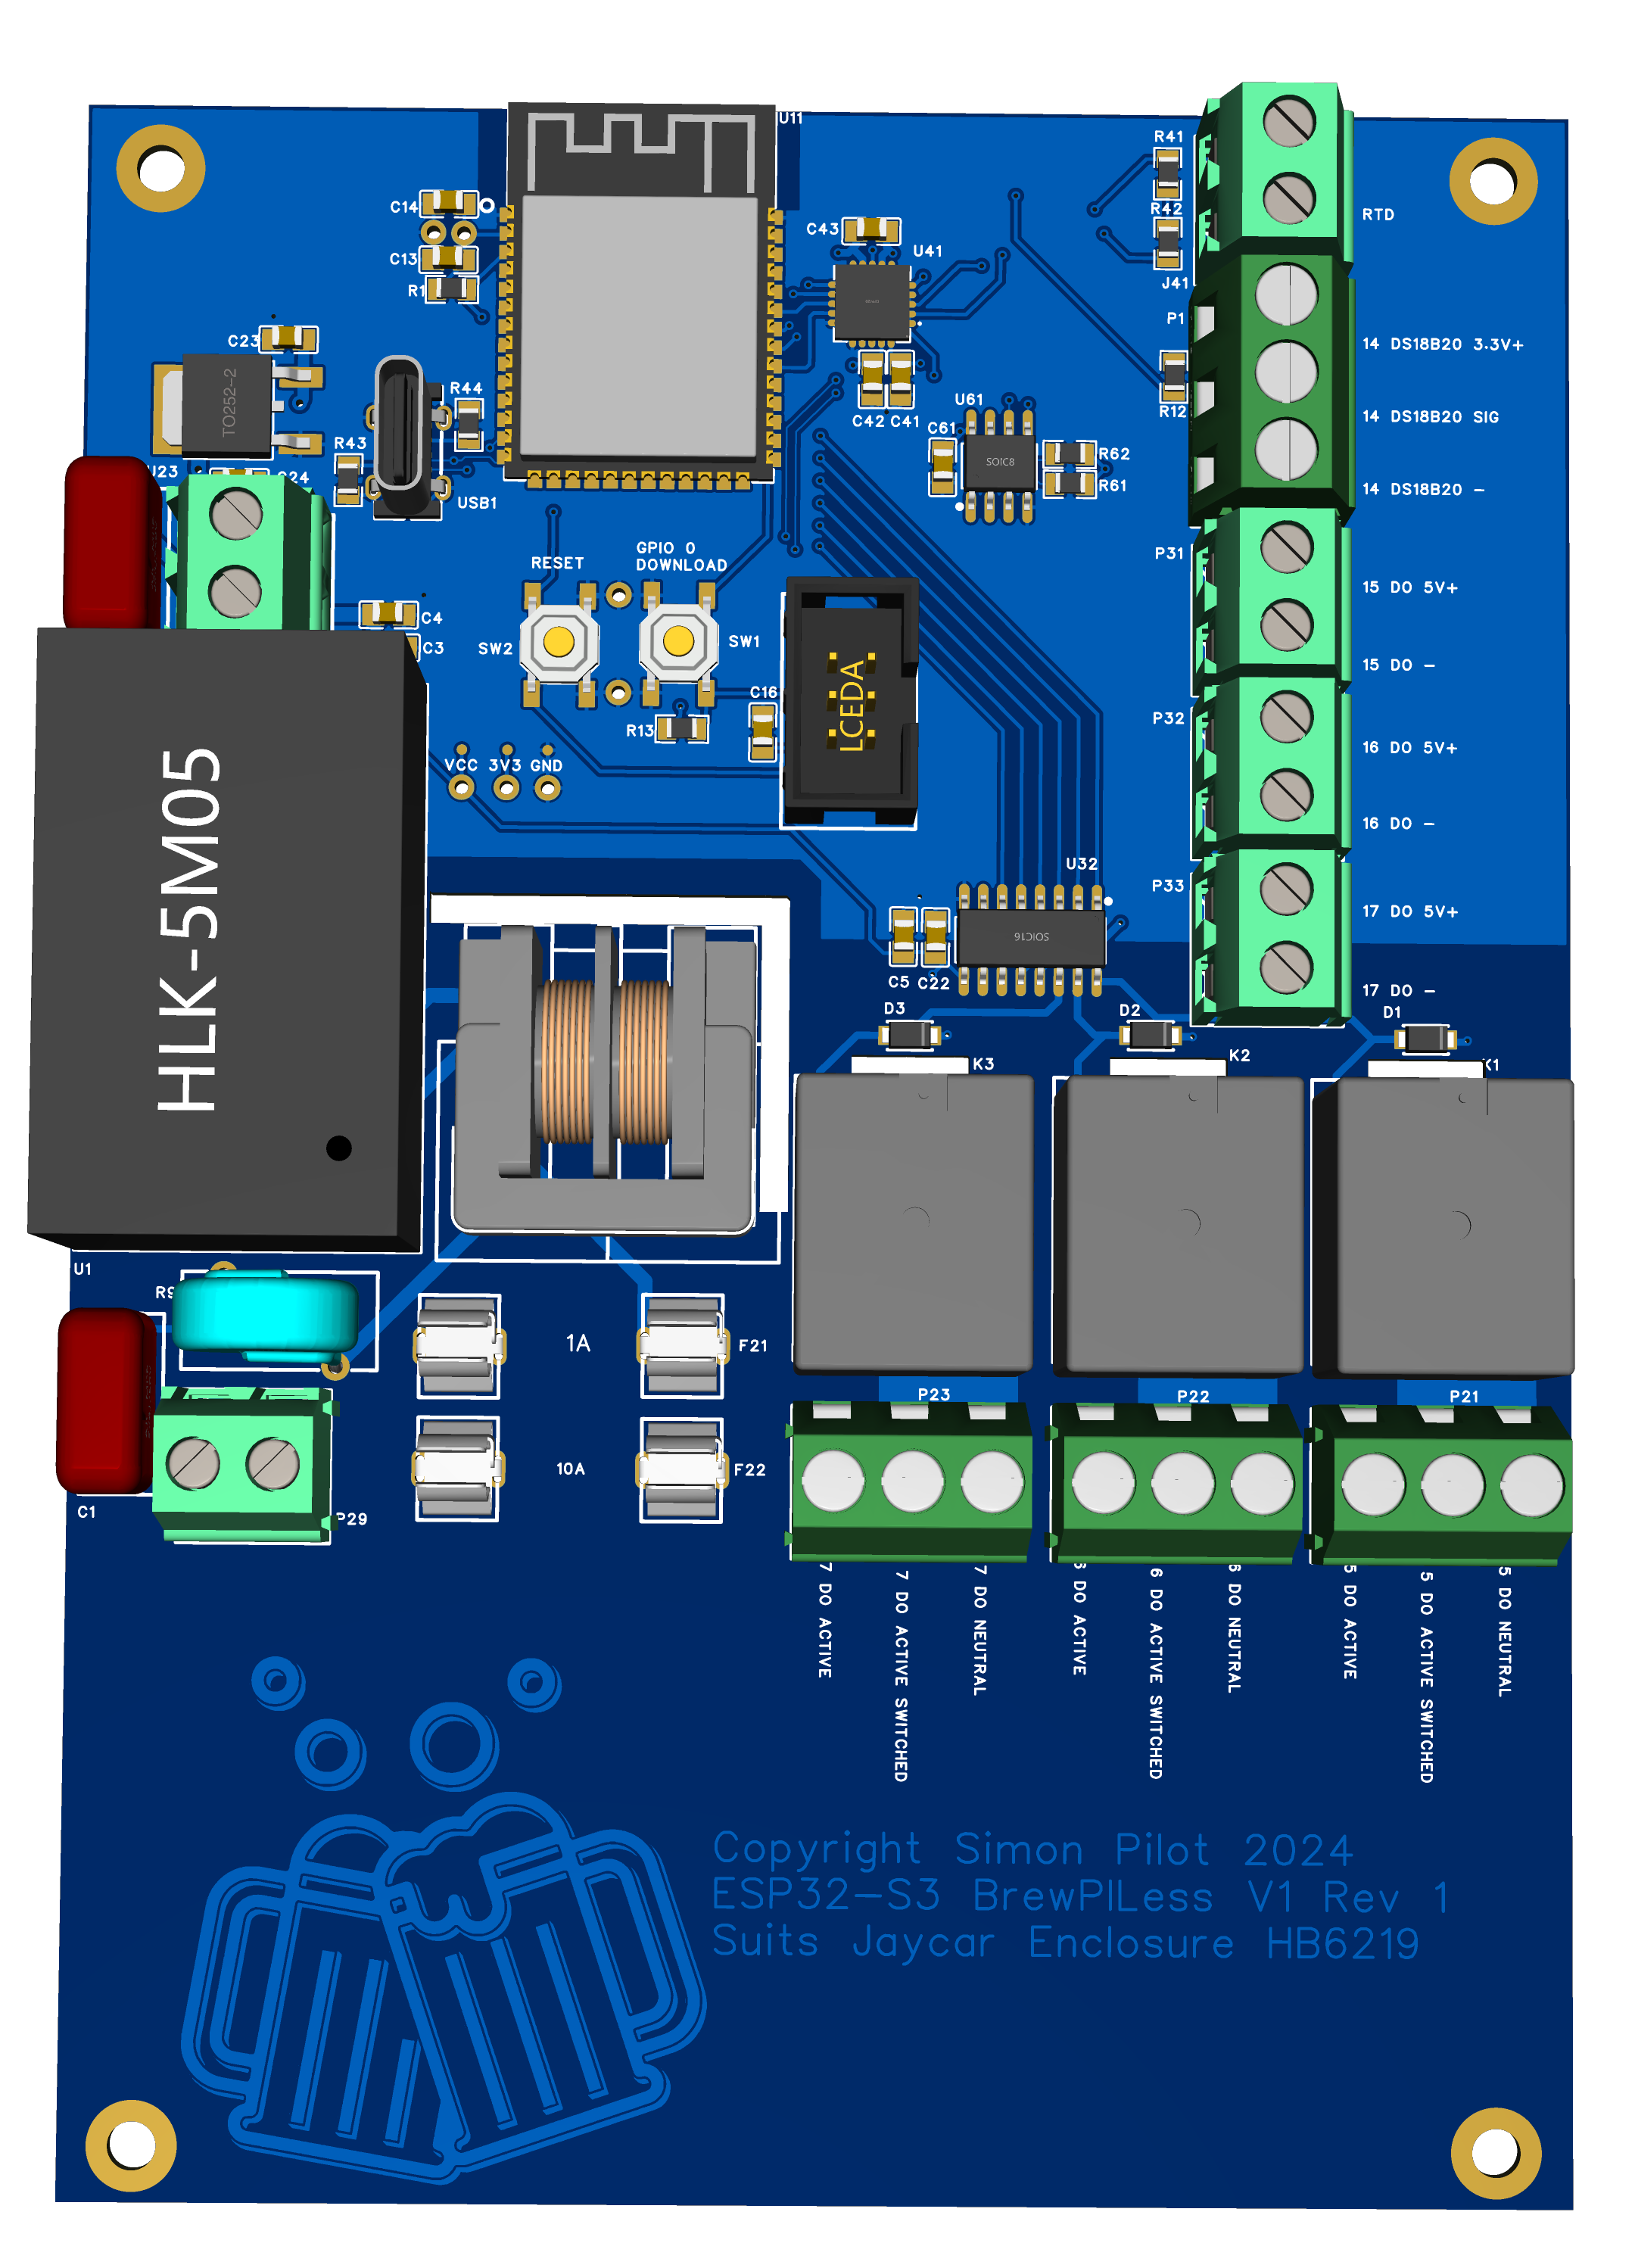 U11
C14
C13
R1
C43
U41
C42 C41
R41
R42
J41
RTD
P1
14 DS18B20 3.3V+
R12
14 DS18B20 SIG
14 DS18B20 -
C23
TO252-2
U23
C24
R44
R43
USB1
U61
C61
SOIC8
R62
R61
RESET
GPIO 0
DOWNLOAD
SW2
SW1
C4
C3
C16
R13
LCEDA
VCC 3V3 GND
P31
15 DO 5V+
15 DO -
P32
16 DO 5V+
16 DO -
P33
17 DO 5V+
17 DO -
HLK-5M05
U32
SOIC16
C5 C22
D3
D2
D1
K3
K2
K1
U1
1A
F21
10A
F22
C1
P29
P23
P22
P21
7 DO ACTIVE
7 DO ACTIVE SWITCHED
7 DO NEUTRAL
6 DO ACTIVE
6 DO ACTIVE SWITCHED
6 DO NEUTRAL
5 DO ACTIVE
5 DO ACTIVE SWITCHED
5 DO NEUTRAL
Copyright Simon Pilot 2024
ESP32-S3 BrewPILess V1 Rev 1
Suits Jaycar Enclosure HB6219